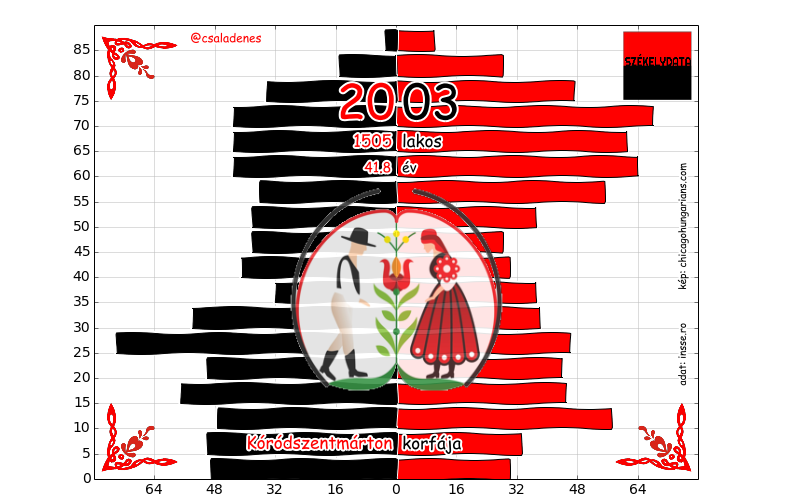 @csaladenes
SZÉKELYDATA
2003
1505 lakos
41.8 év
kép: chicagohungarians.com
adat: insse.ro
Kóródszentmárton korfája
85
80
75
70
65
60
55
50
45
40
35
30
25
20
15
10
5
0
64 48 32 16 0 16 32 48 64